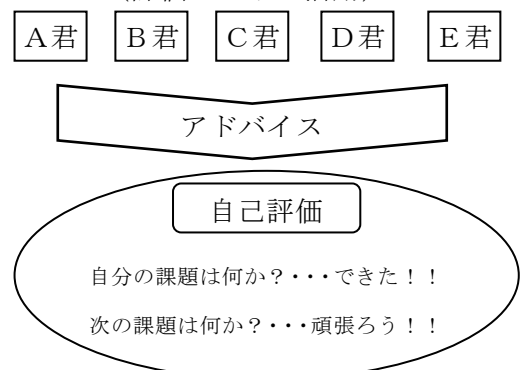 A君 B君 C君 D君 E君
アドバイス
自己評価
自分の課題は何か？・・・できた！！
次の課題は何か？・・・頑張ろう！！